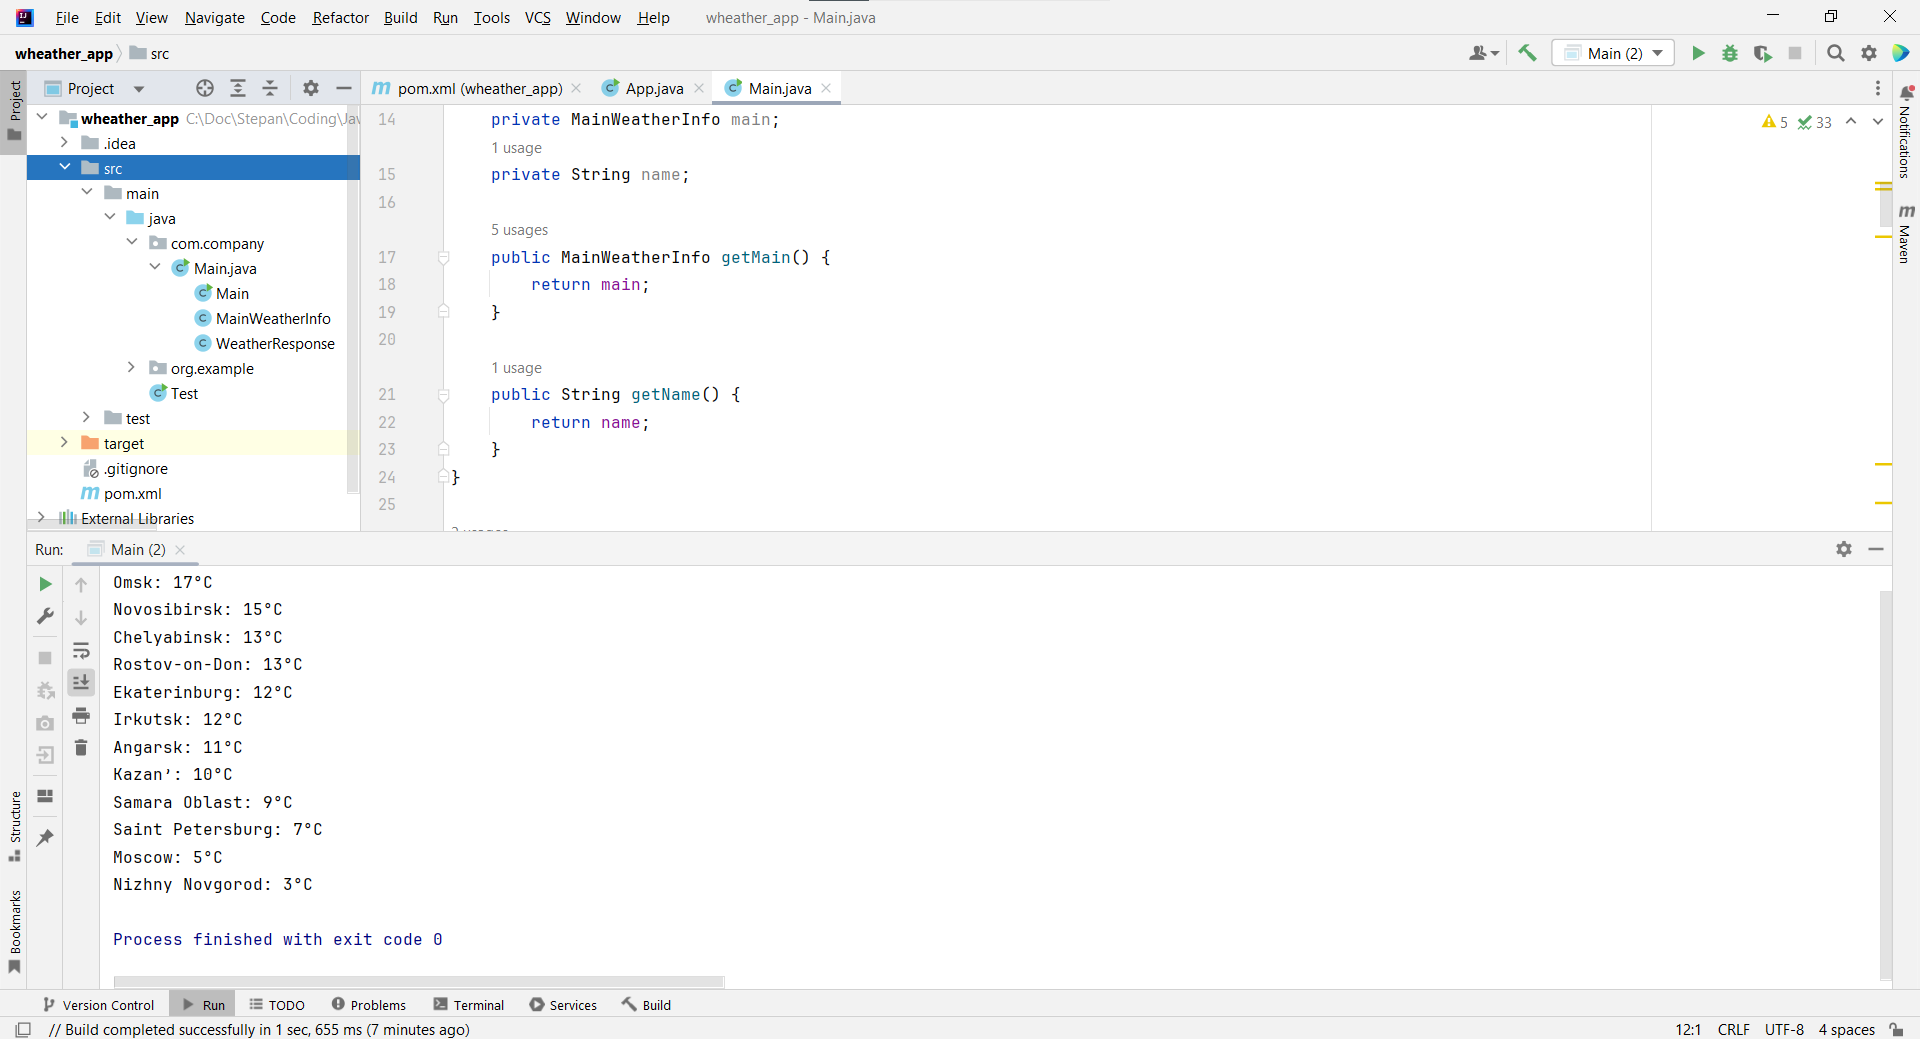 File Edit View Navigate Code Refactor Build Run Tools VCS Window Help wheather_app - Main.java
wheather_app src
Main (2)
Project
Project
pom.xml (wheather_app)
App.java
Main.java
wheather_app C:\Doc\Stepan\Coding\Jav
.idea
src
main
java
com.company
Main.java
Main
MainWeatherInfo
WeatherResponse
org.example
Test
test
target
.gitignore
pom.xml
External Libraries
14 private MainWeatherInfo main;
1 usage
15 private String name;
16
5 usages
17 public MainWeatherInfo getMain() {
18 return main;
19 }
20
1 usage
21 public String getName() {
22 return name;
23 }
24 }
25
5 33
Notifications
Maven
Run: Main (2)
Omsk: 17°C
Novosibirsk: 15°C
Chelyabinsk: 13°C
Rostov-on-Don: 13°C
Ekaterinburg: 12°C
Irkutsk: 12°C
Angarsk: 11°C
Kazan’: 10°C
Samara Oblast: 9°C
Saint Petersburg: 7°C
Moscow: 5°C
Nizhny Novgorod: 3°C
Process finished with exit code 0
Structure
Bookmarks
Version Control Run TODO Problems Terminal Services Build
// Build completed successfully in 1 sec, 655 ms (7 minutes ago) 12:1 CRLF UTF-8 4 spaces